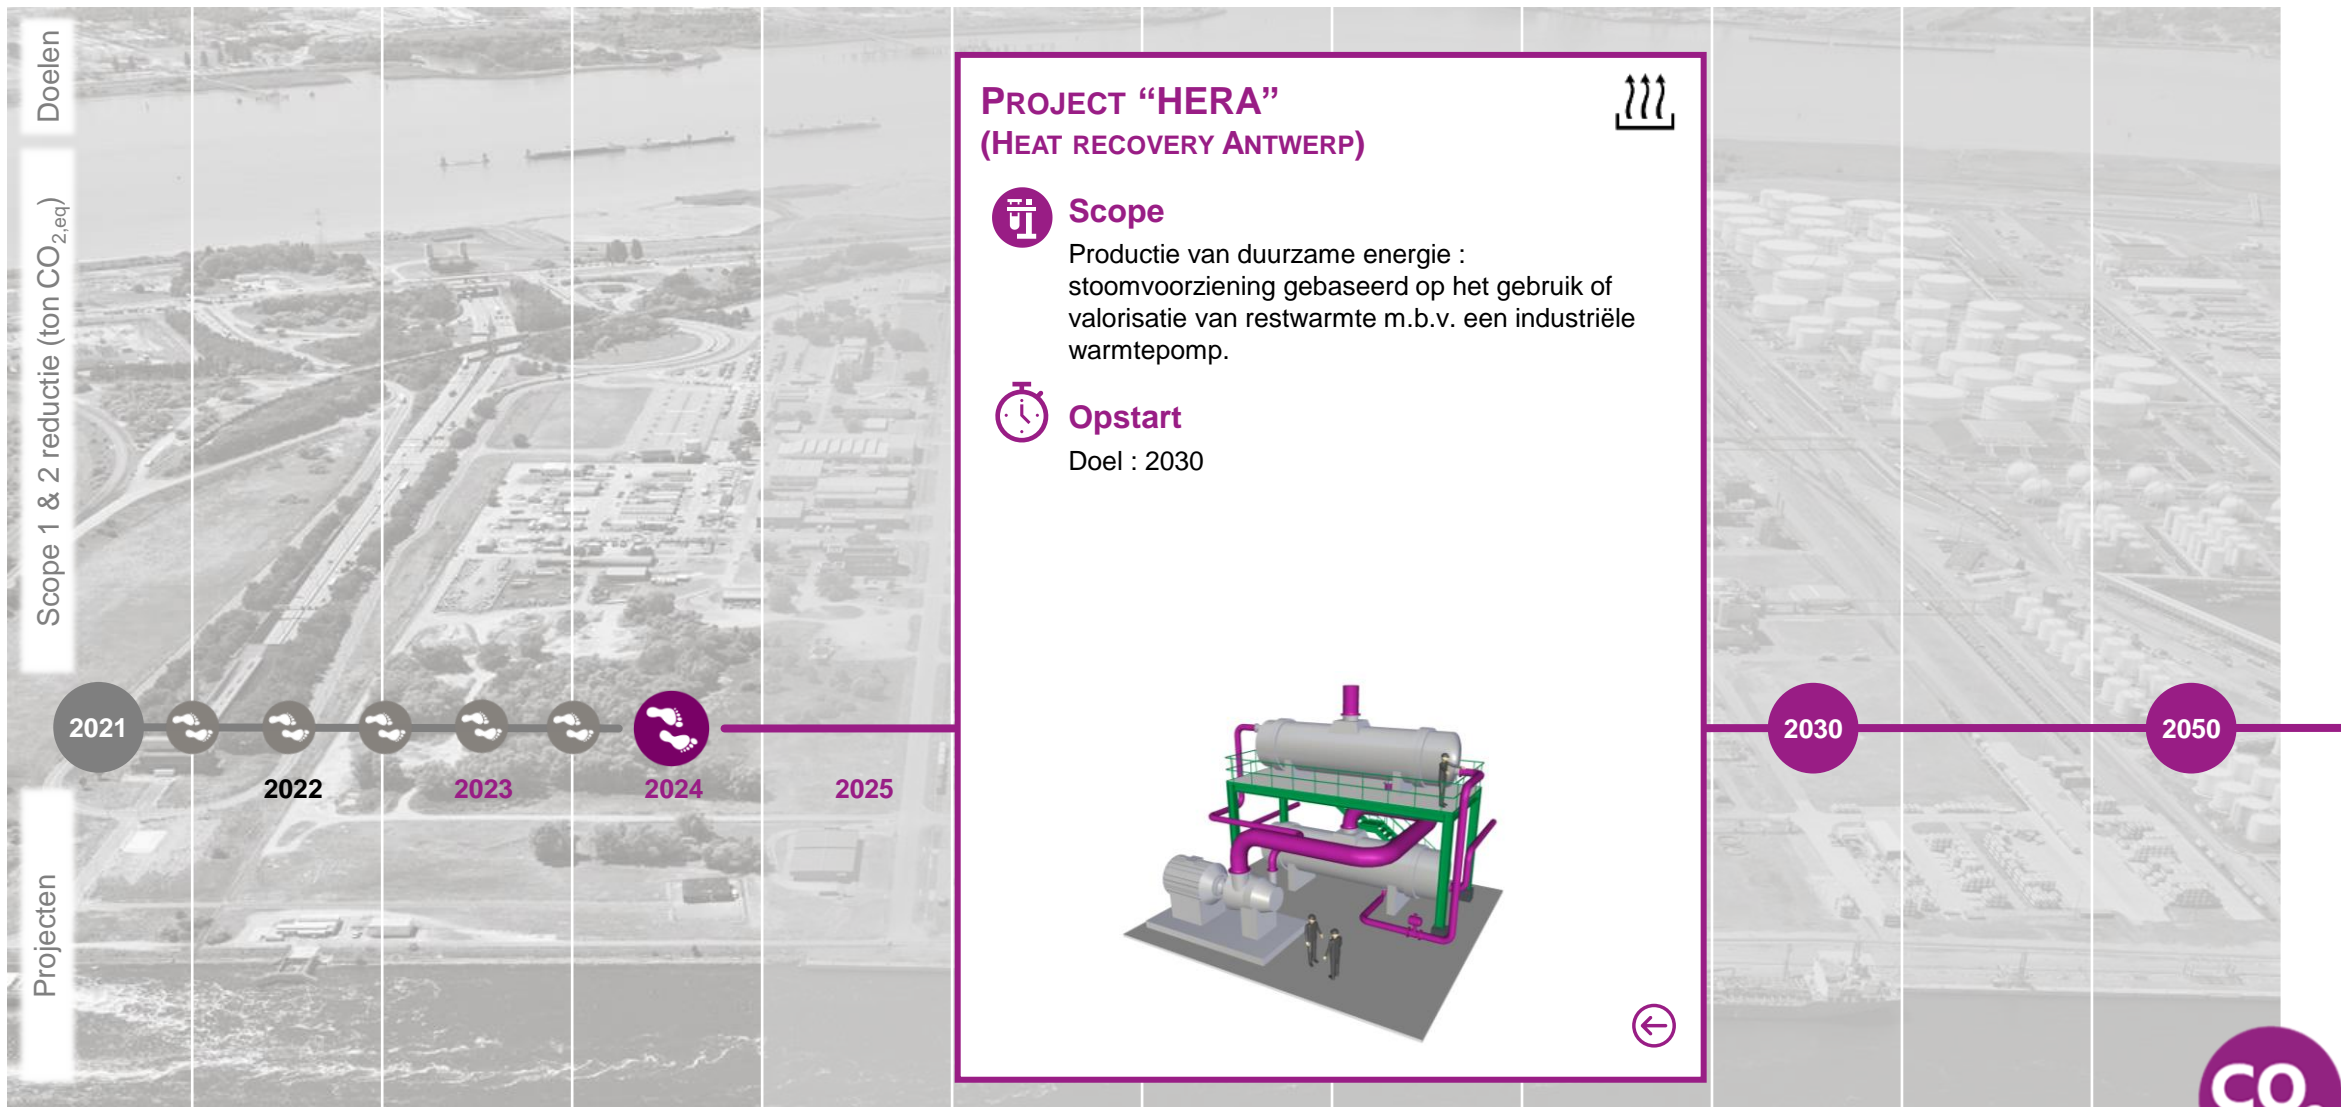 Doelen
Scope 1 & 2 reductie (ton CO2,eq)
Projecten
PROJECT “HERA”
(HEAT RECOVERY ANTWERP)
Scope
Productie van duurzame energie :
stoomvoorziening gebaseerd op het gebruik of
valorisatie van restwarmte m.b.v. een industriële
warmtepomp.
Opstart
Doel : 2030
2021
2022
2023
2024
2025
2030
2050
CO